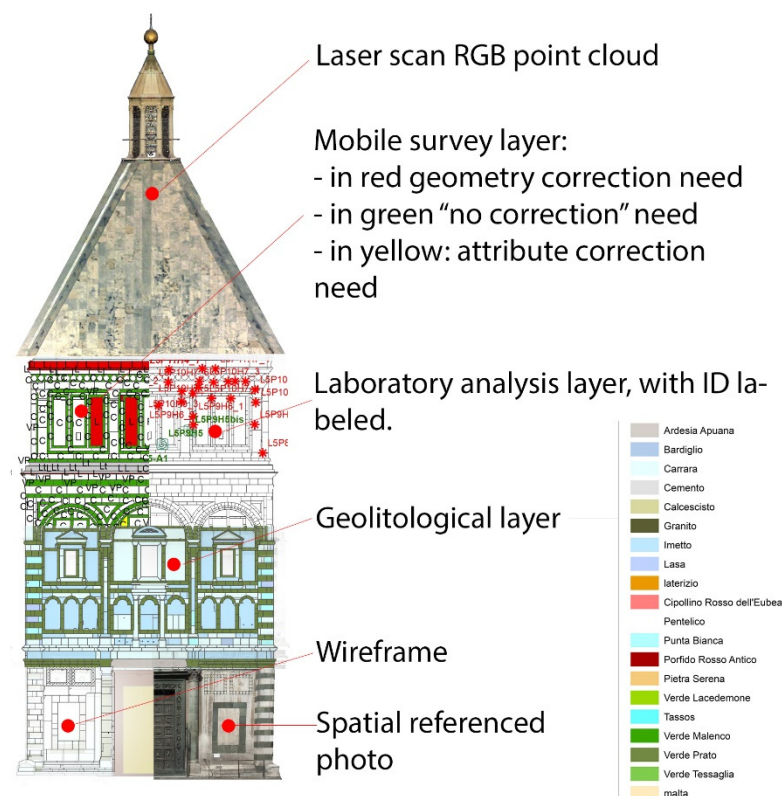 Laser scan RGB point cloud
Mobile survey layer:
- in red geometry correction need
- in green “no correction” need
- in yellow: attribute correction
need
Laboratory analysis layer, with ID la-
beled.
Geolitological layer
Wireframe
Spatial referenced
photo
L5P9H5bis
L5P9H5
Ardesia Apuana
Bardiglio
Carrara
Cemento
Calcescisto
Granito
Imetto
Lasa
laterizio
Cipollino Rosso dell'Eubea
Pentelico
Punta Bianca
Porfido Rosso Antico
Pietra Serena
Verde Lacedemone
Tassos
Verde Malenco
Verde Prato
Verde Tessaglia
malta